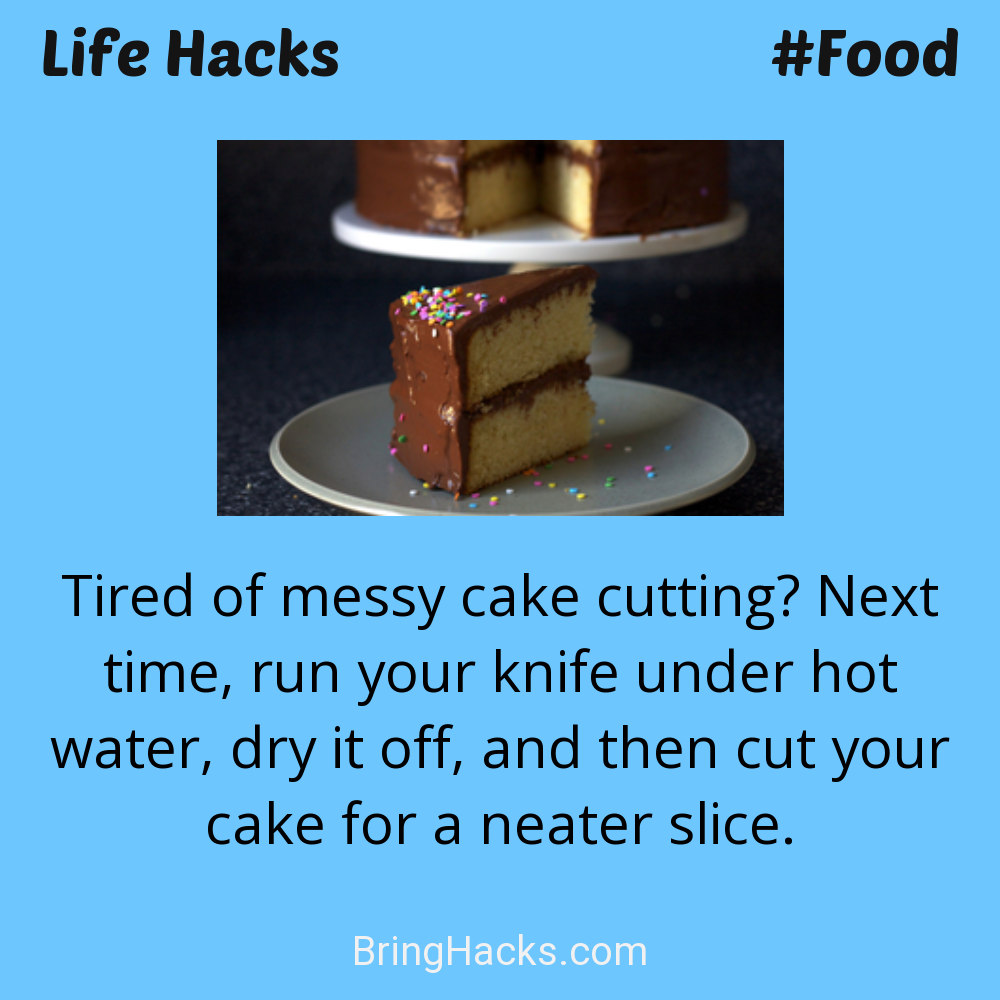 Life Hacks
#Food
Tired of messy cake cutting? Next
time, run your knife under hot
water, dry it off, and then cut your
cake for a neater slice.
BringHacks.com